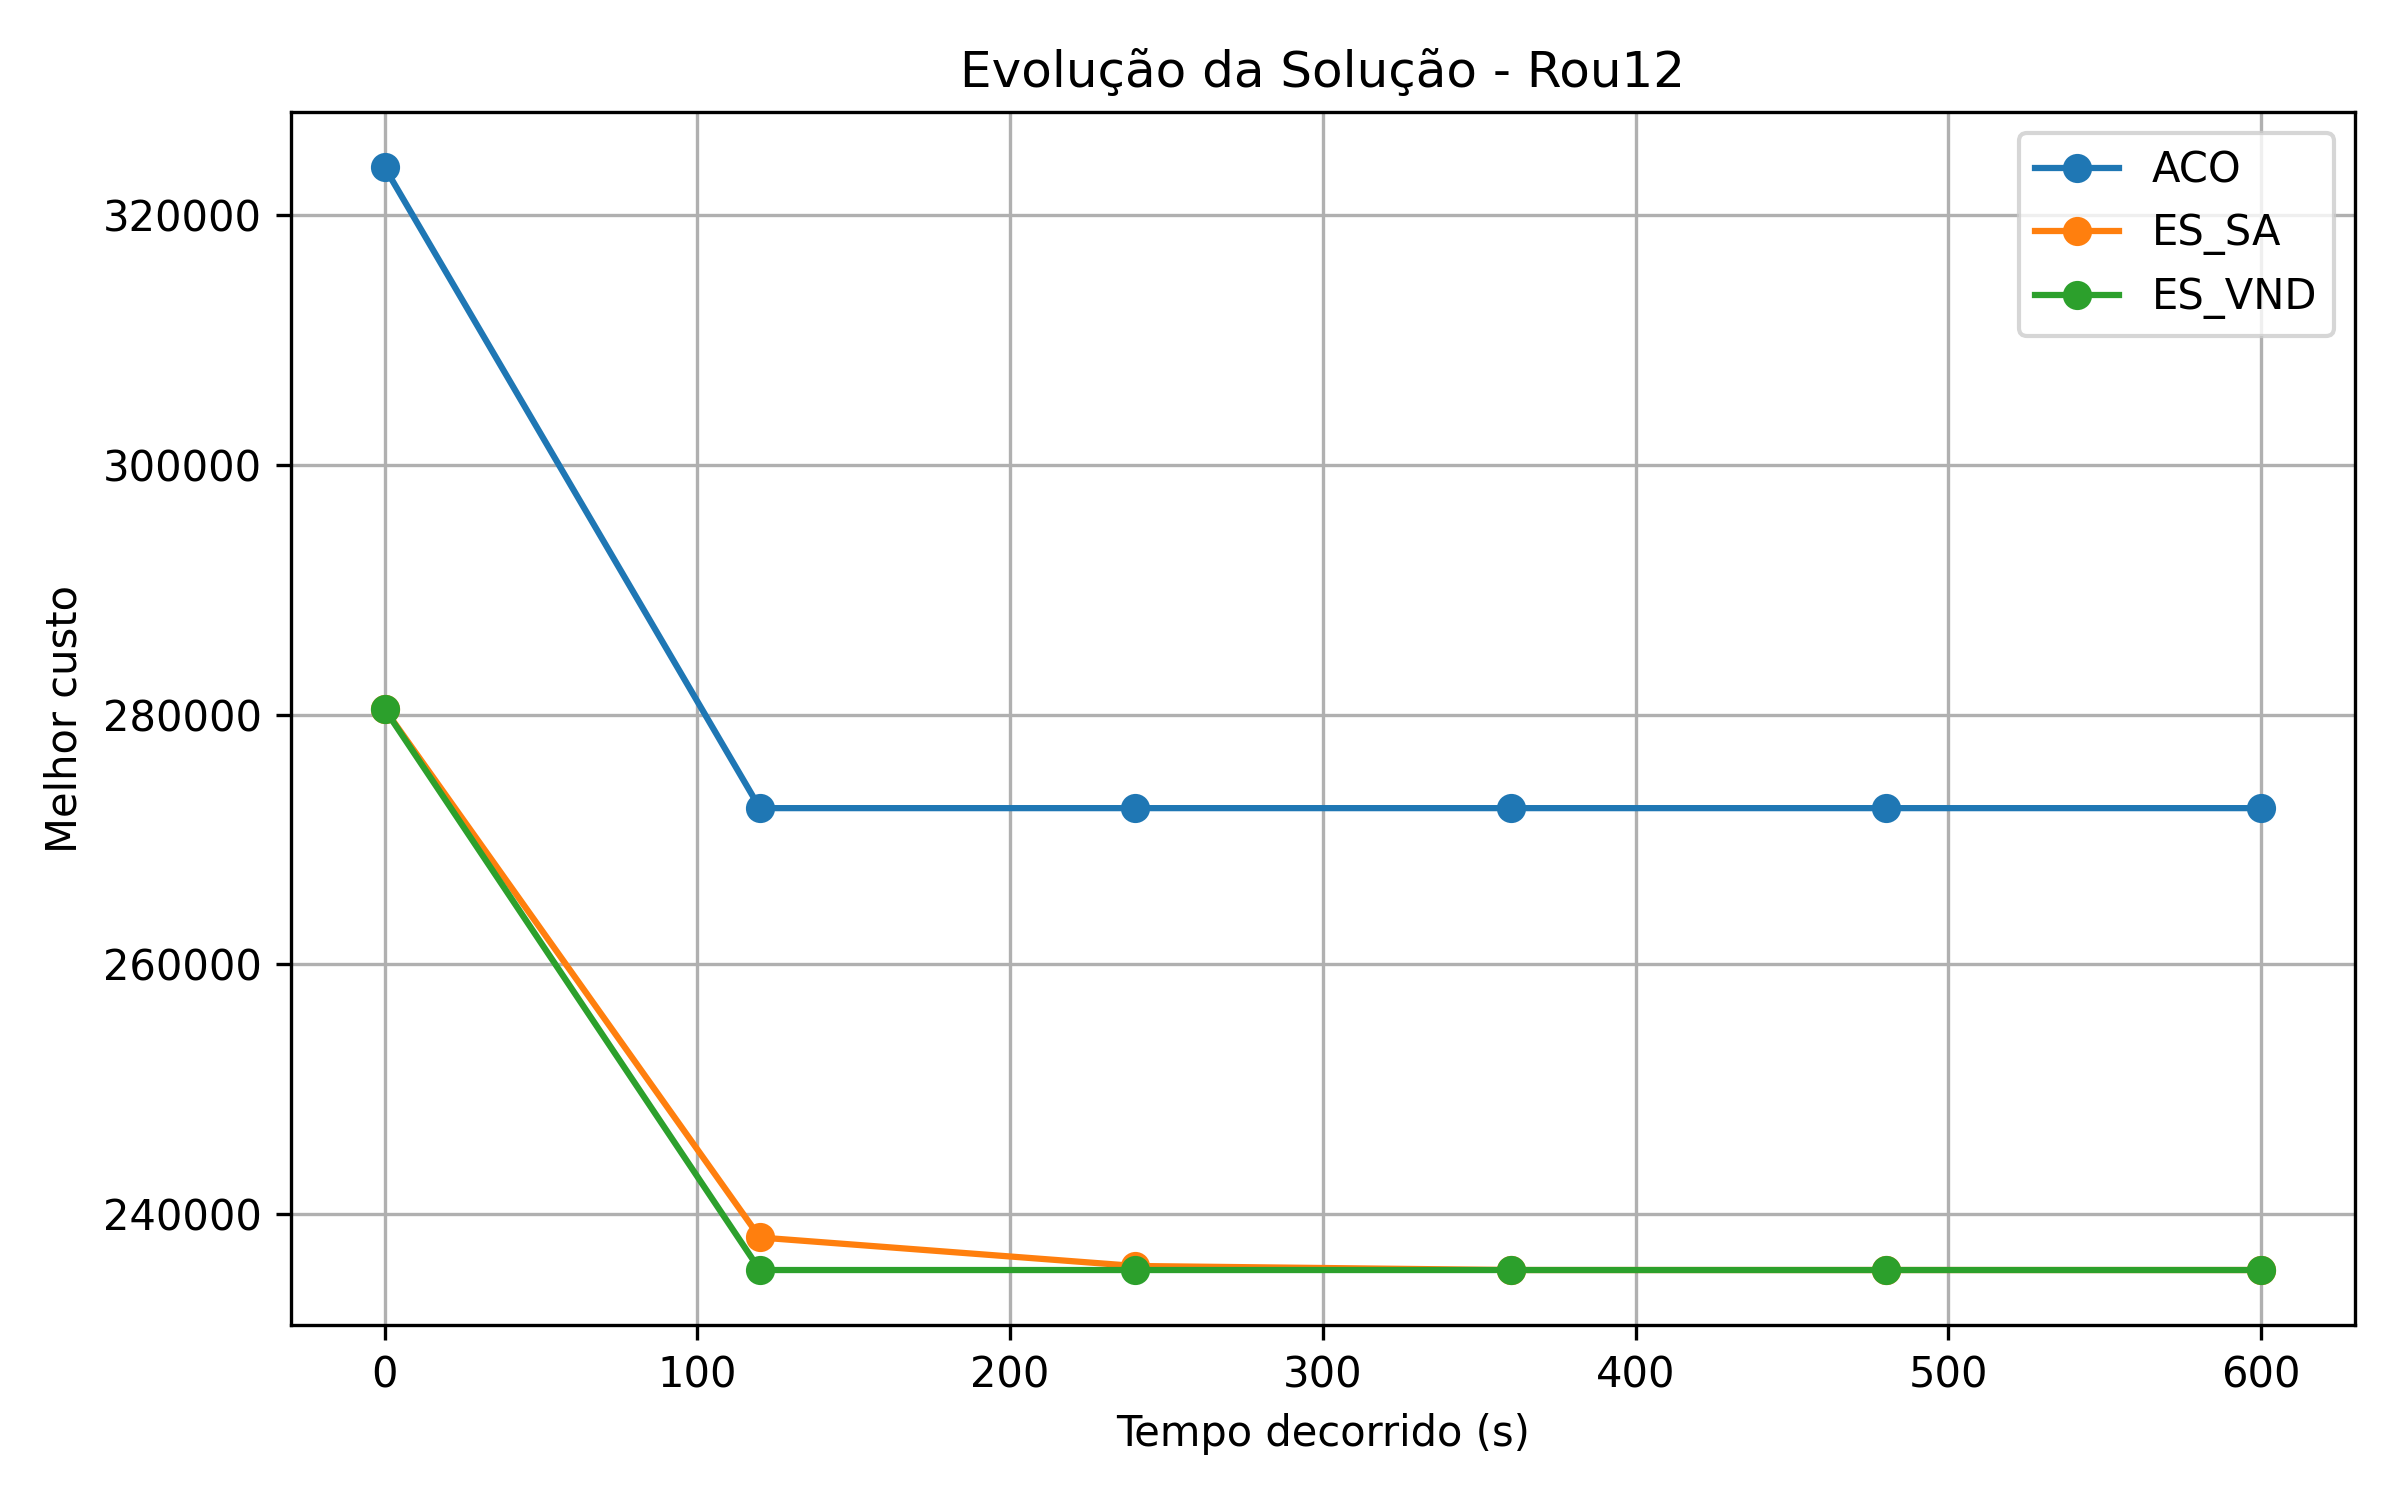 Evolução da Solução - Rou12
ACO
ES_SA
ES_VND
Melhor custo
320000
300000
280000
260000
240000
0 100 200 300 400 500 600
Tempo decorrido (s)